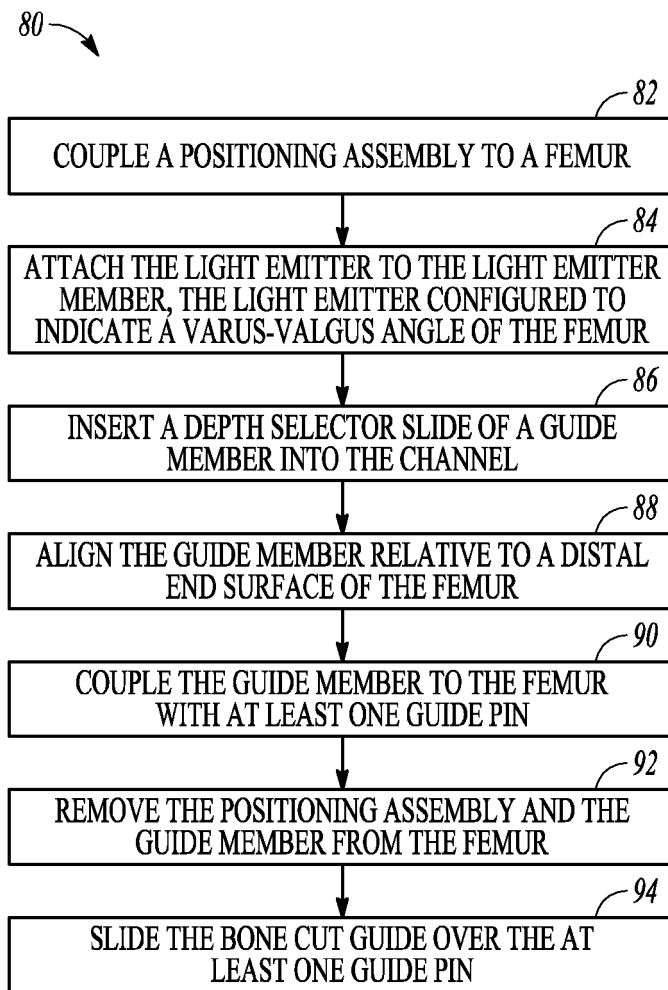 80
82
COUPLE A POSITIONING ASSEMBLY TO A FEMUR
84
ATTACH THE LIGHT EMITTER TO THE LIGHT EMITTER
MEMBER, THE LIGHT EMITTER CONFIGURED TO
INDICATE A VARUS-VALGUS ANGLE OF THE FEMUR
86
INSERT A DEPTH SELECTOR SLIDE OF A GUIDE
MEMBER INTO THE CHANNEL
88
ALIGN THE GUIDE MEMBER RELATIVE TO A DISTAL
END SURFACE OF THE FEMUR
90
COUPLE THE GUIDE MEMBER TO THE FEMUR
WITH AT LEAST ONE GUIDE PIN
92
REMOVE THE POSITIONING ASSEMBLY AND THE
GUIDE MEMBER FROM THE FEMUR
94
SLIDE THE BONE CUT GUIDE OVER THE AT
LEAST ONE GUIDE PIN